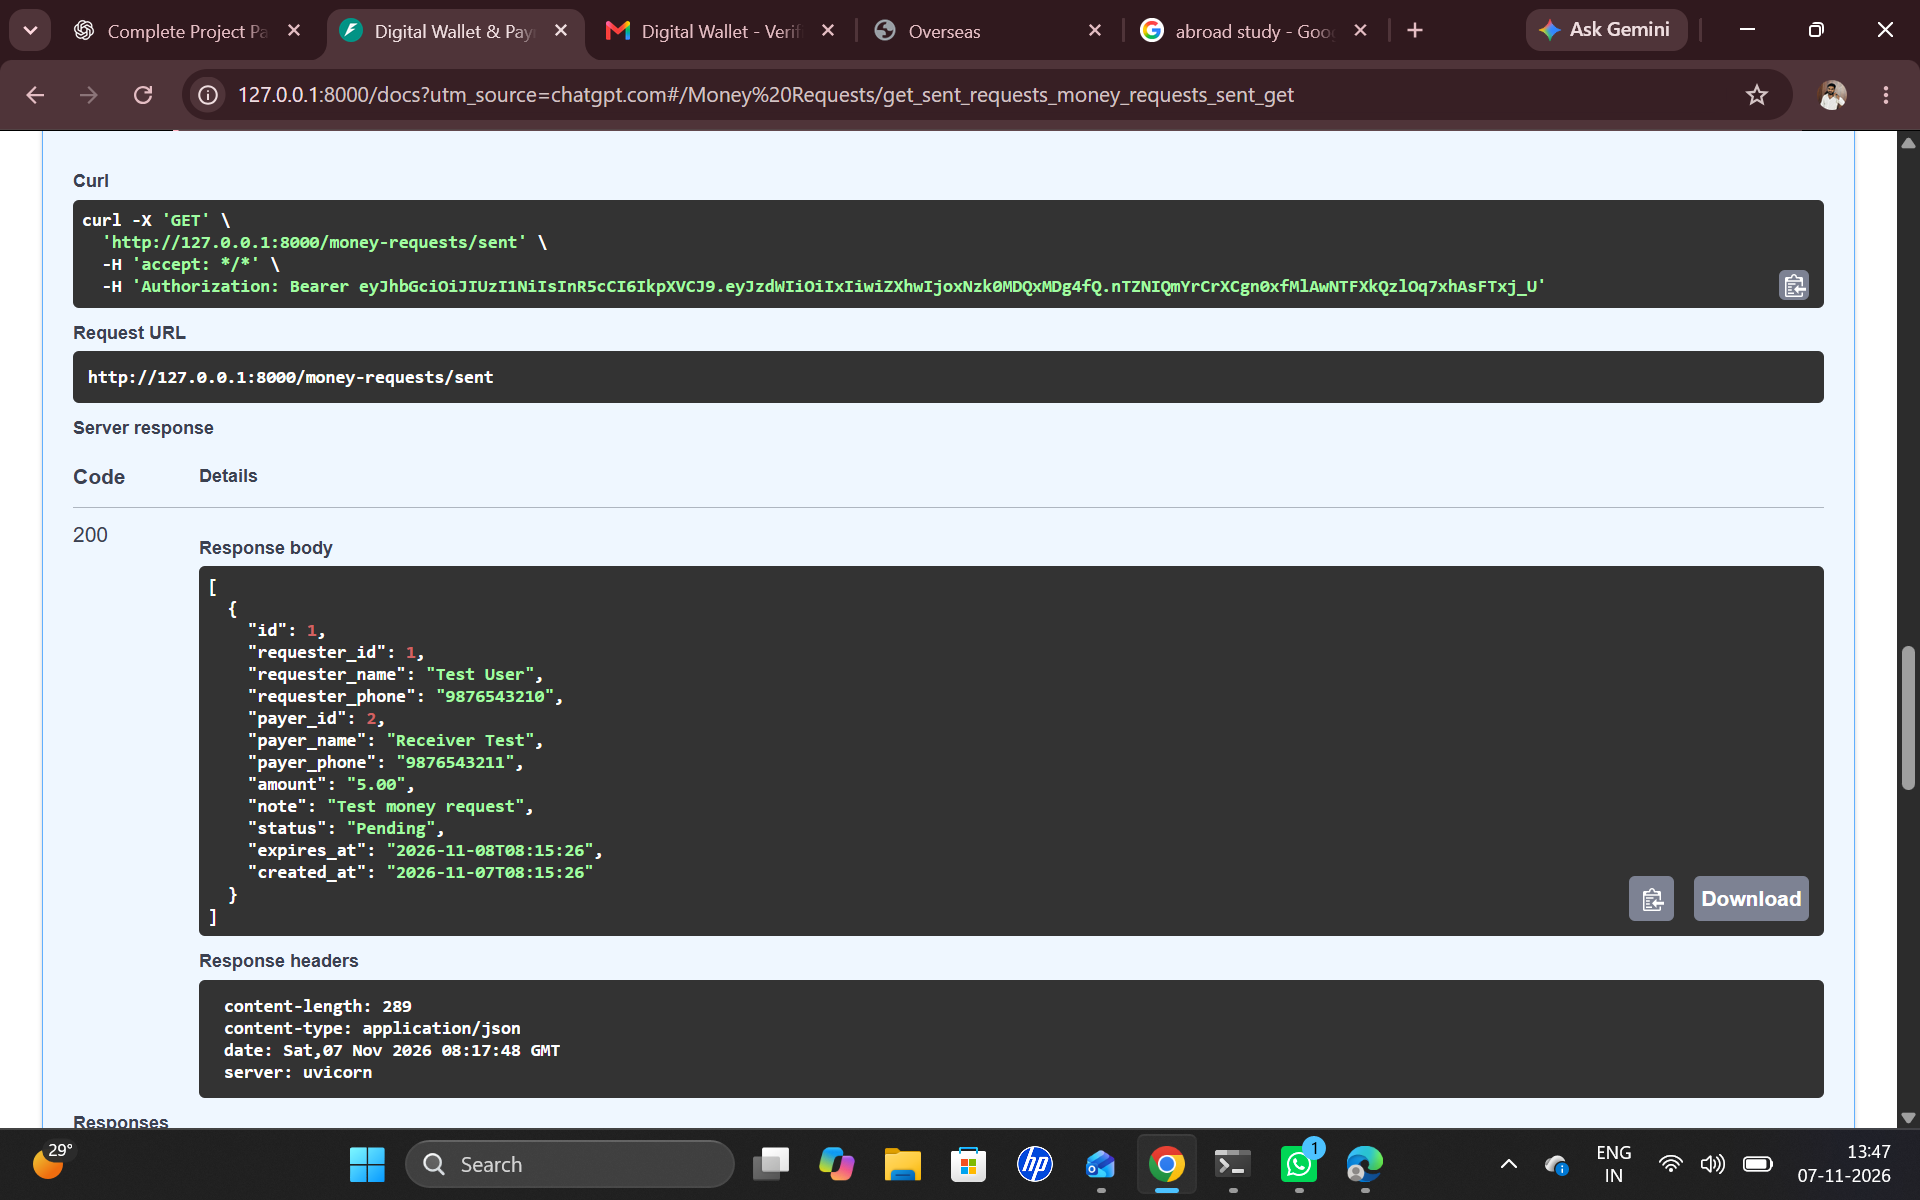 Complete Project Pa
Digital Wallet & Pay
Digital Wallet - Verif
Overseas
abroad study - Goo
Ask Gemini
127.0.0.1:8000/docs?utm_source=chatgpt.com#/Money%20Requests/get_sent_requests_money_requests_sent_get
Curl
curl -X 'GET' \
'http://127.0.0.1:8000/money-requests/sent' \
-H 'accept: */*' \
-H 'Authorization: Bearer eyJhbGciOiJIUzI1NiIsInR5cCI6IkpXVCJ9.eyJzdWIiOiIxIiwiZXhwIjoxNzk0MDQxMDg4fQ.nTZNIQmYrCrXCgn0xfMlAwNTFXkQzlOq7xhAsFTxj_U'
Request URL
http://127.0.0.1:8000/money-requests/sent
Server response
Code Details
200
Response body
[
{
"id": 1,
"requester_id": 1,
"requester_name": "Test User",
"requester_phone": "9876543210",
"payer_id": 2,
"payer_name": "Receiver Test",
"payer_phone": "9876543211",
"amount": "5.00",
"note": "Test money request",
"status": "Pending",
"expires_at": "2026-11-08T08:15:26",
"created_at": "2026-11-07T08:15:26"
}
]
Download
Response headers
content-length: 289
content-type: application/json
date: Sat,07 Nov 2026 08:17:48 GMT
server: uvicorn
Responses
29°
Search
hp
1
ENG
IN
13:47
07-11-2026